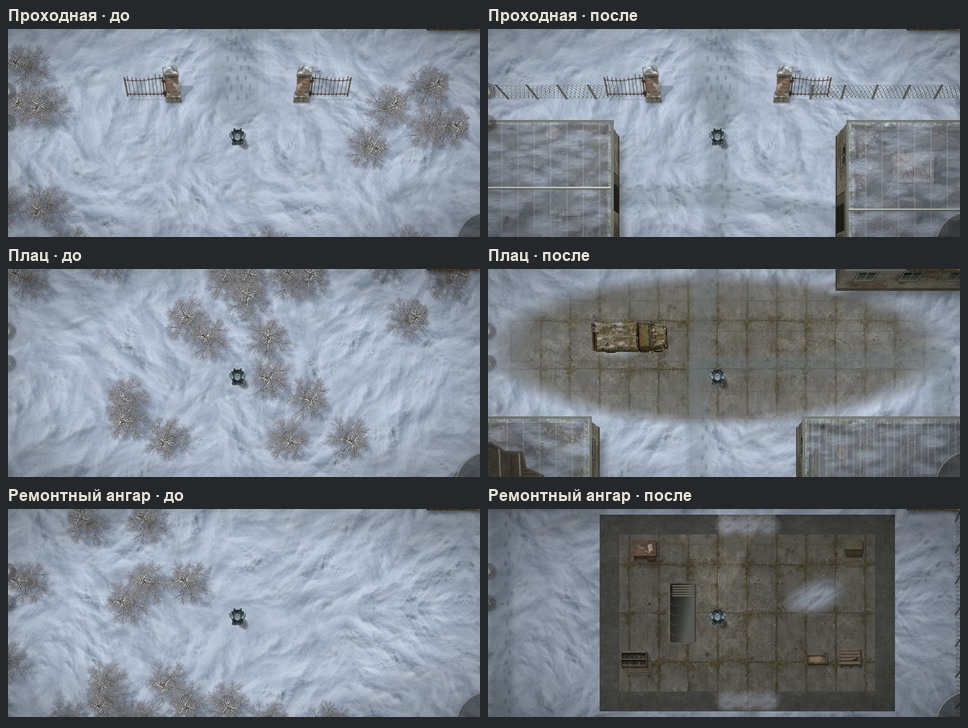 Проходная · до
Проходная · после
Плац · до
Плац · после
Ремонтный ангар · до
Ремонтный ангар · после